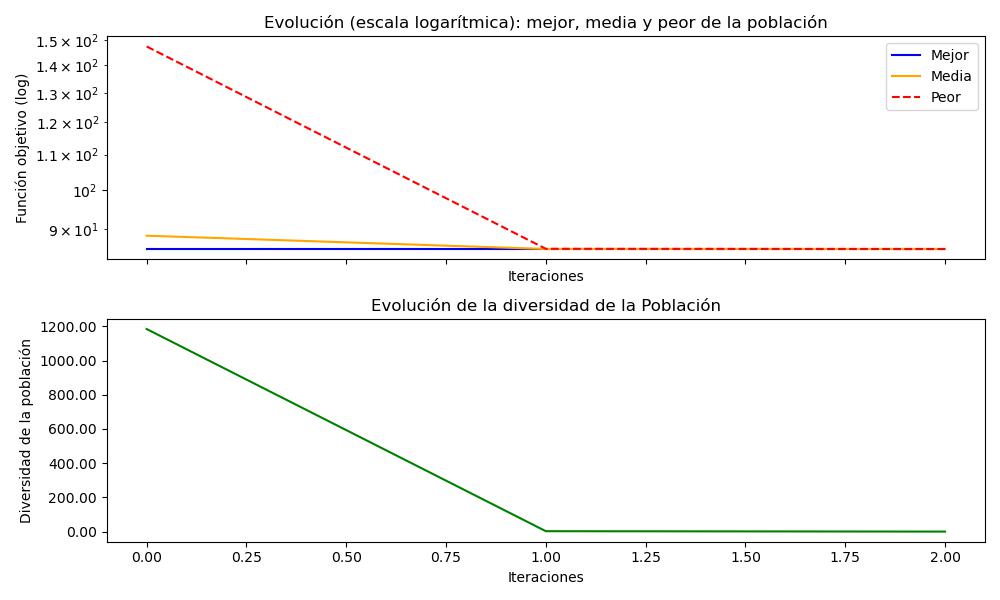 Evolución (escala logarítmica): mejor, media y peor de la población
1.5 × 10²
1.4 × 10²
1.3 × 10²
1.2 × 10²
1.1 × 10²
10²
9 × 10¹
Función objetivo (log)
Mejor
Media
Peor
Iteraciones
Evolución de la diversidad de la Población
1200.00
1000.00
800.00
600.00
400.00
200.00
0.00
Diversidad de la población
0.00 0.25 0.50 0.75 1.00 1.25 1.50 1.75 2.00
Iteraciones